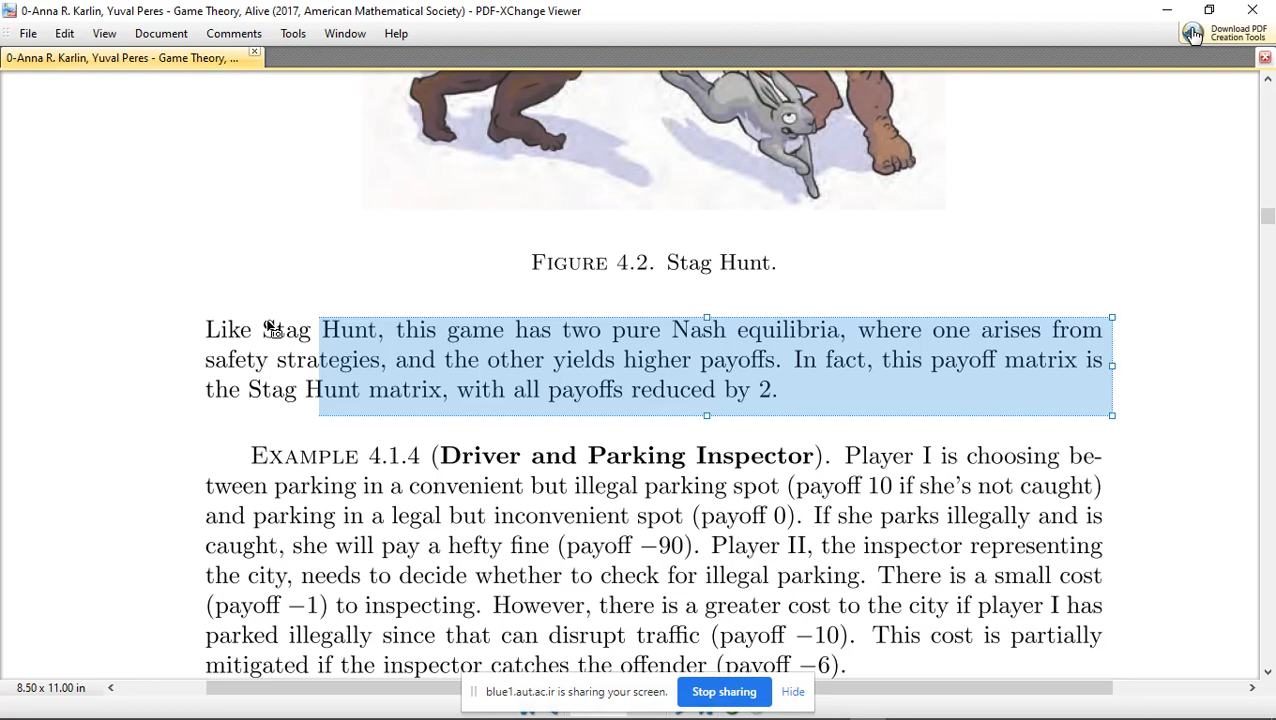 0-Anna R. Karlin, Yuval Peres - Game Theory, Alive (2017, American Mathematical Society) - PDF-XChange Viewer
File Edit View Document Comments Tools Window Help
Download PDF
Creation Tools
0-Anna R. Karlin, Yuval Peres - Game Theory, ...
FIGURE 4.2. Stag Hunt.
Like Stag Hunt, this game has two pure Nash equilibria, where one arises from
safety strategies, and the other yields higher payoffs. In fact, this payoff matrix is
the Stag Hunt matrix, with all payoffs reduced by 2.
EXAMPLE 4.1.4 (Driver and Parking Inspector). Player I is choosing be-
tween parking in a convenient but illegal parking spot (payoff 10 if she's not caught)
and parking in a legal but inconvenient spot (payoff 0). If she parks illegally and is
caught, she will pay a hefty fine (payoff −90). Player II, the inspector representing
the city, needs to decide whether to check for illegal parking. There is a small cost
(payoff −1) to inspecting. However, there is a greater cost to the city if player I has
parked illegally since that can disrupt traffic (payoff −10). This cost is partially
mitigated if the inspector catches the offender (payoff −6).
8.50 x 11.00 in
blue1.aut.ac.ir is sharing your screen. Stop sharing Hide